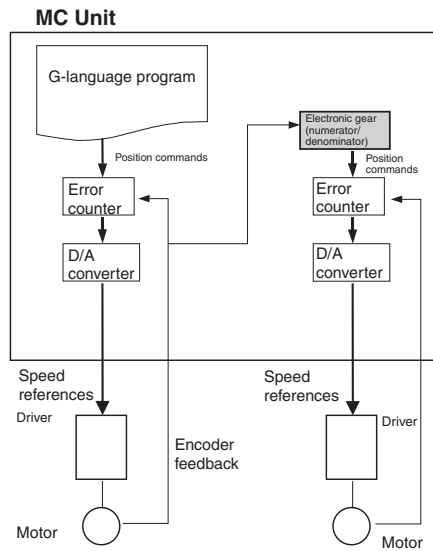 MC Unit
G-language program
Position commands
Error
counter
D/A
converter
Speed
references
Driver
Encoder
feedback
Motor
Electronic gear
(numerator/
denominator)
Position
commands
Error
counter
D/A
converter
Speed
references
Driver
Motor